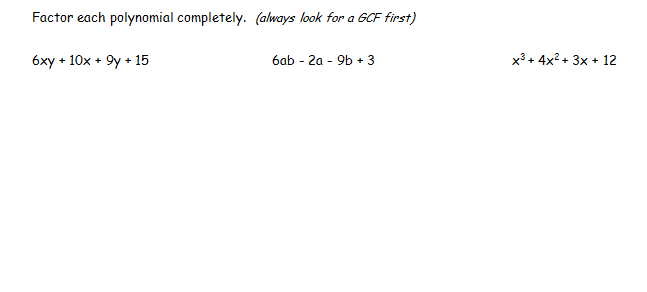 Factor each polynomial completely. (always look for a GCF first)
6xy + 10x + 9y + 15 6ab - 2a - 9b + 3 x³ + 4x² + 3x + 12